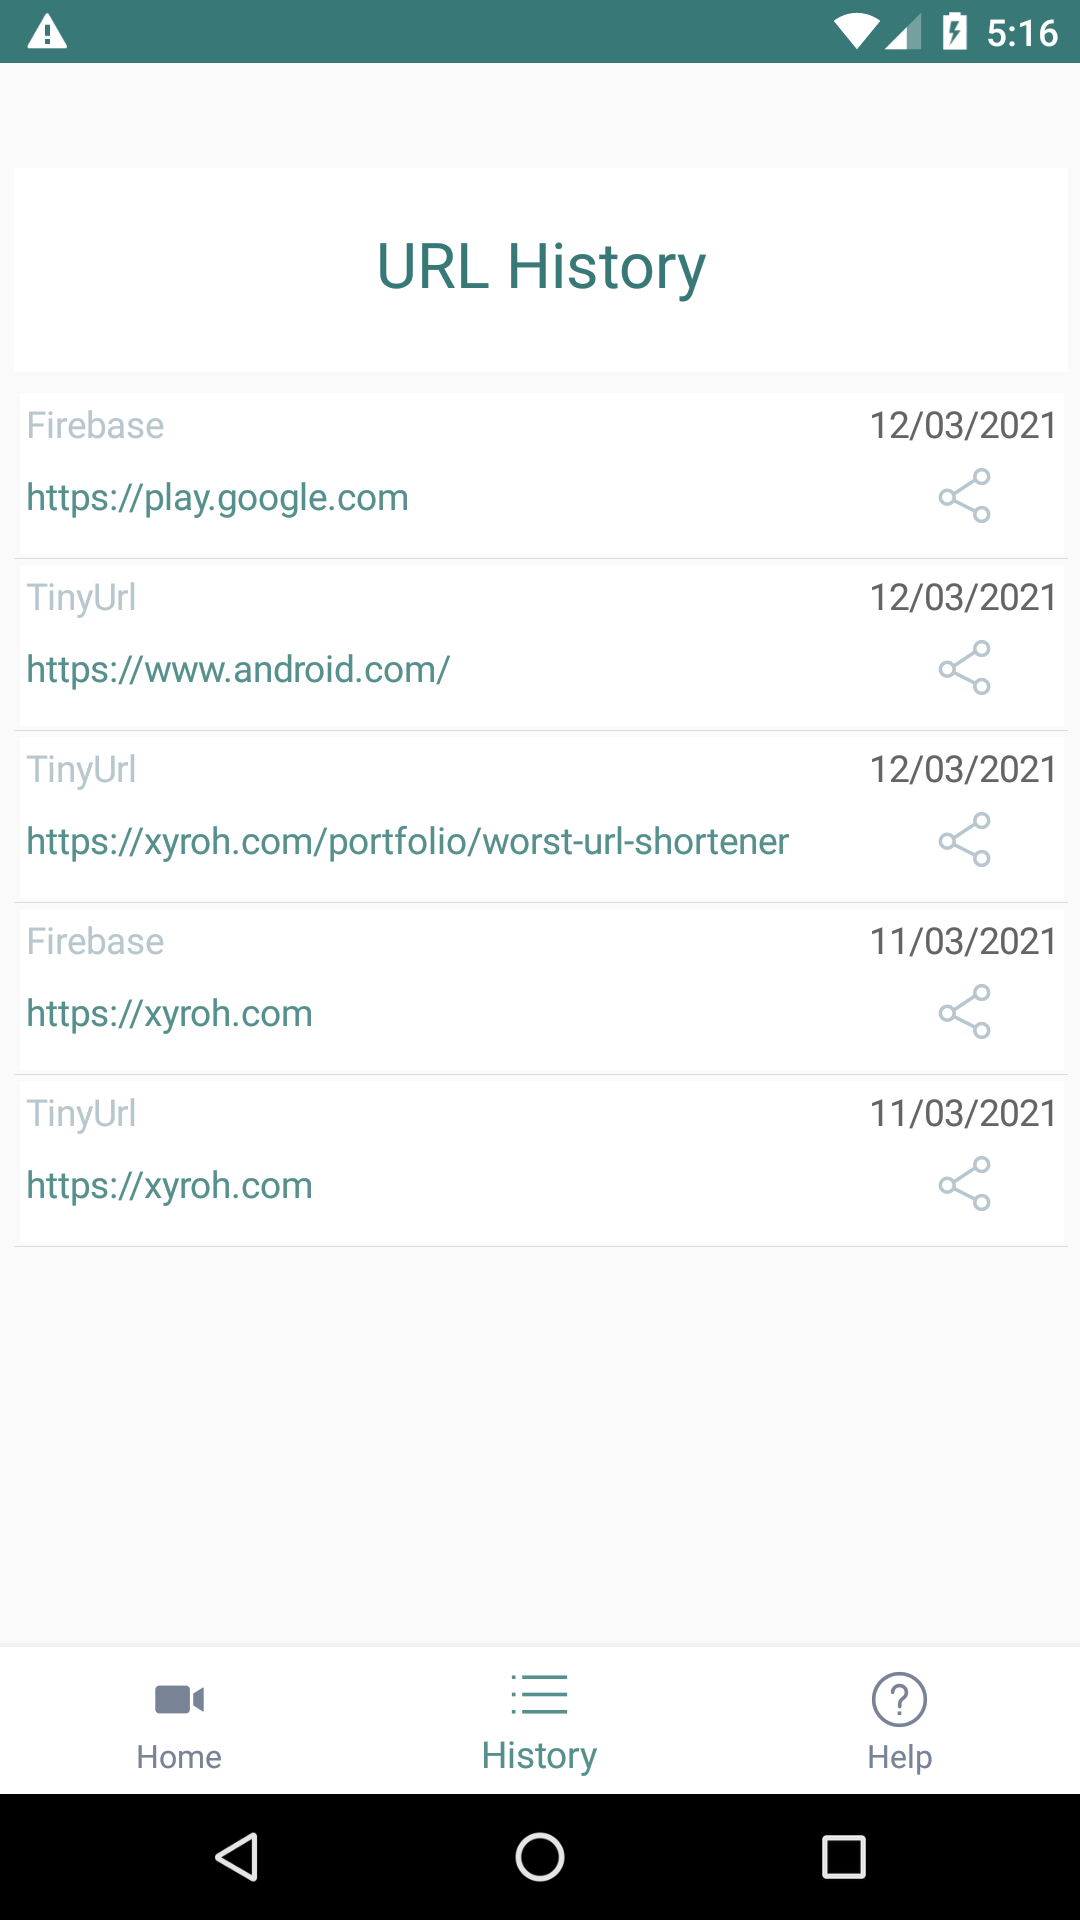 5:16
URL History
Firebase 12/03/2021
https://play.google.com
TinyUrl 12/03/2021
https://www.android.com/
TinyUrl 12/03/2021
https://xyroh.com/portfolio/worst-url-shortener
Firebase 11/03/2021
https://xyroh.com
TinyUrl 11/03/2021
https://xyroh.com
Home History Help